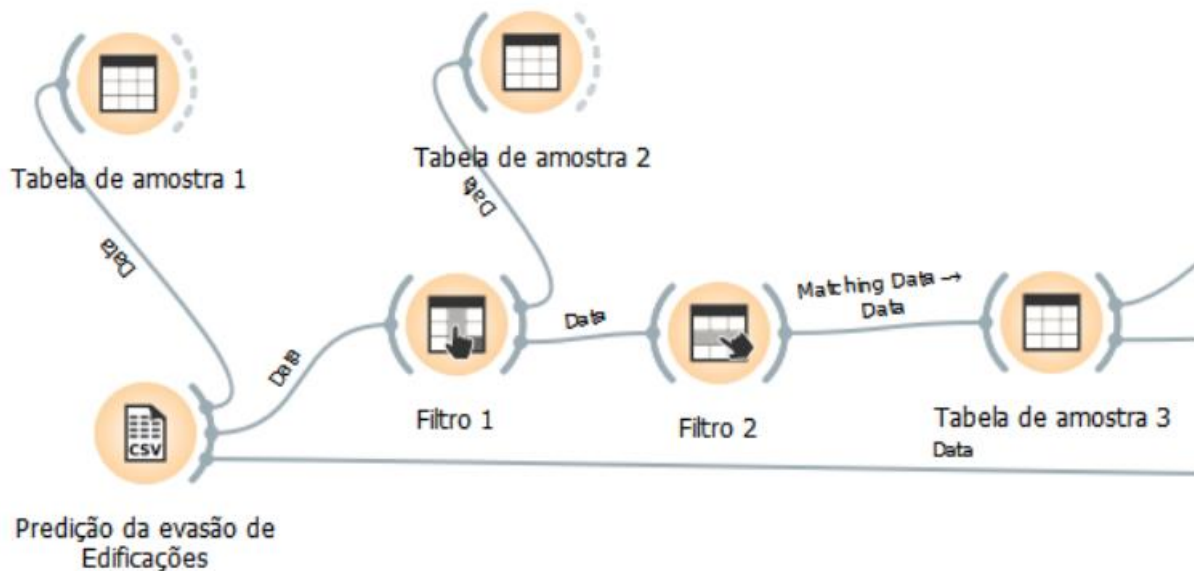 Tabela de amostra 1
Tabela de amostra 2
Data
Data
Data
Data
Matching Data →
Data
Filtro 1
Filtro 2
Tabela de amostra 3
Data
CSV
Predição da evasão de
Edificações